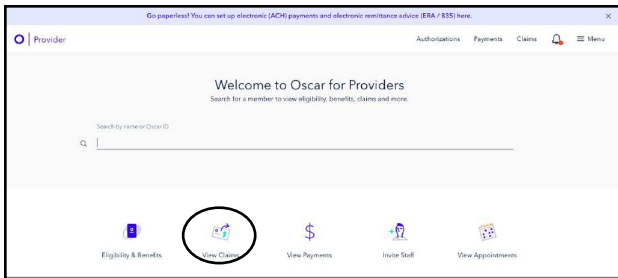 Go paperless! You can set up electronic (ACH) payments and electronic remittance advice (ERA / 835) here.
Provider
Authorizations Payments Claims Menu
Welcome to Oscar for Providers
Search for a member to view eligibility, benefits, claims and more.
Search by name or Oscar ID
Eligibility & Benefits View Claims View Payments Invite Staff View Appointments